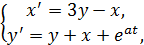 x' = 3y − x,
y' = y + x + e^{at},